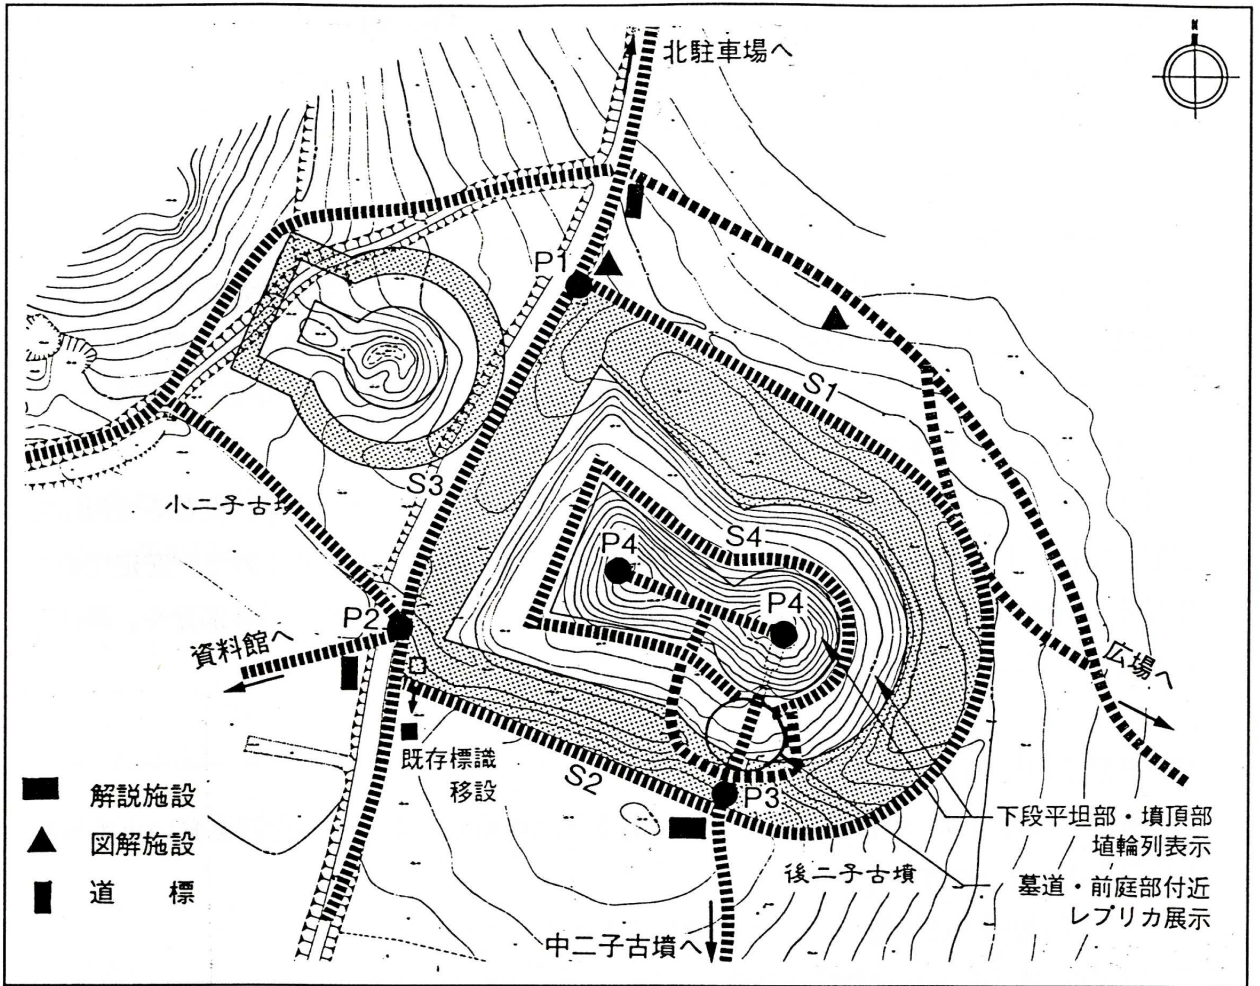 N
北駐車場へ
P1
S1
S3
小二子古墳
S4
P4
P4
P2
資料館へ
広場へ
既存標識
移設
S2
P3
解説施設
図解施設
道標
下段平坦部・墳頂部
埴輪列表示
後二子古墳
墓道・前庭部付近
レプリカ展示
中二子古墳へ